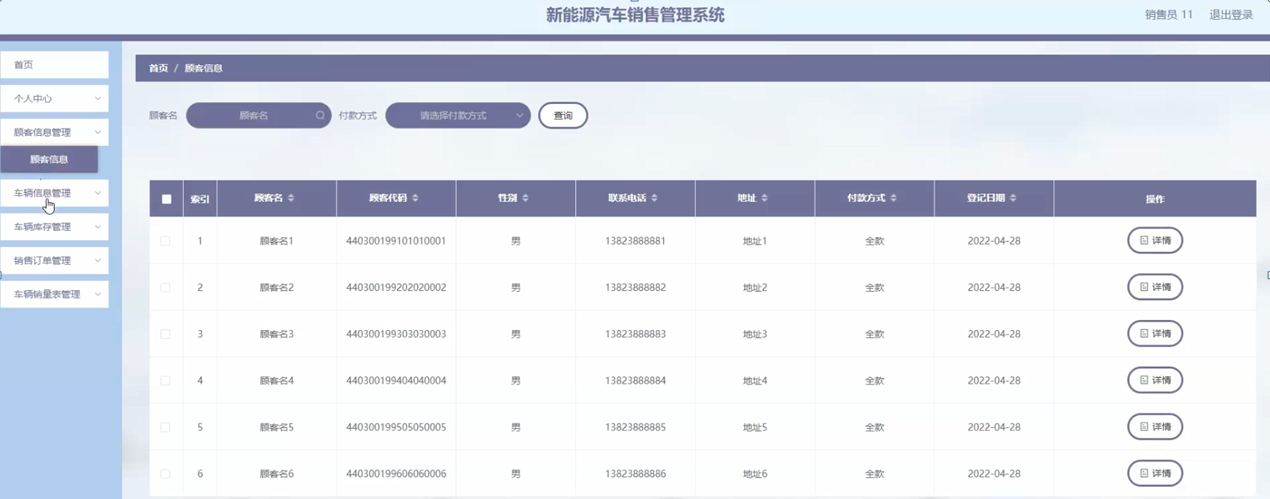 新能源汽车销售管理系统
销售员 11 退出登录
首页
个人中心
顾客信息管理
顾客信息
车辆信息管理
车辆库存管理
销售订单管理
车辆销量表管理
首页 / 顾客信息
顾客名 顾客名 付款方式 请选择付款方式 查询
索引 顾客名 顾客代码 性别 联系电话 地址 付款方式 登记日期 操作
1 顾客名1 440300199101010001 男 13823888881 地址1 全款 2022-04-28 详情
2 顾客名2 440300199202020002 男 13823888882 地址2 全款 2022-04-28 详情
3 顾客名3 440300199303030003 男 13823888883 地址3 全款 2022-04-28 详情
4 顾客名4 440300199404040004 男 13823888884 地址4 全款 2022-04-28 详情
5 顾客名5 440300199505050005 男 13823888885 地址5 全款 2022-04-28 详情
6 顾客名6 440300199606060006 男 13823888886 地址6 全款 2022-04-28 详情